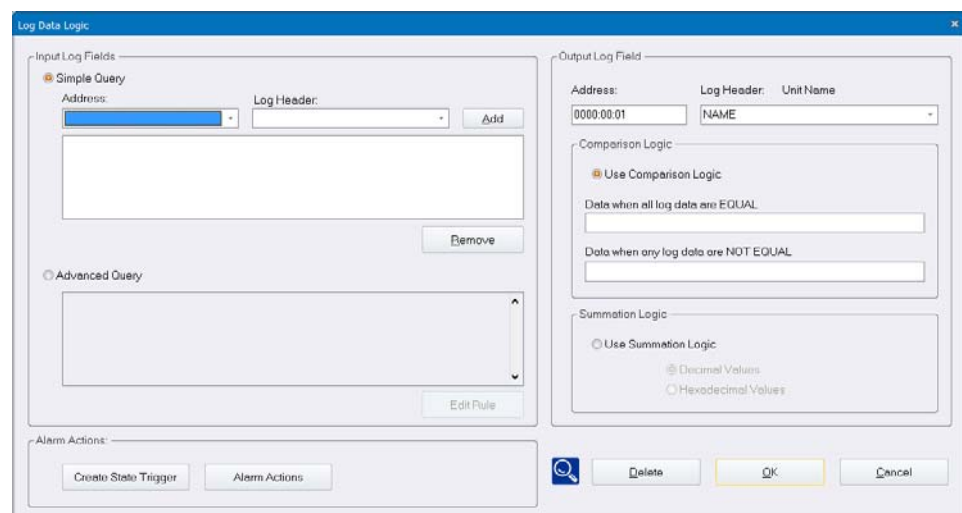 Log Data Logic
Input Log Fields
Simple Query
Address:
Log Header:
Add
Remove
Advanced Query
Edit Rule
Alarm Actions:
Create State Trigger
Alarm Actions
Output Log Field
Address:
Log Header:
Unit Name
0000:00:01
NAME
Comparison Logic
Use Comparison Logic
Data when all log data are EQUAL
Data when any log data are NOT EQUAL
Summation Logic
Use Summation Logic
Decimal Values
Hexadecimal Values
Delete
OK
Cancel